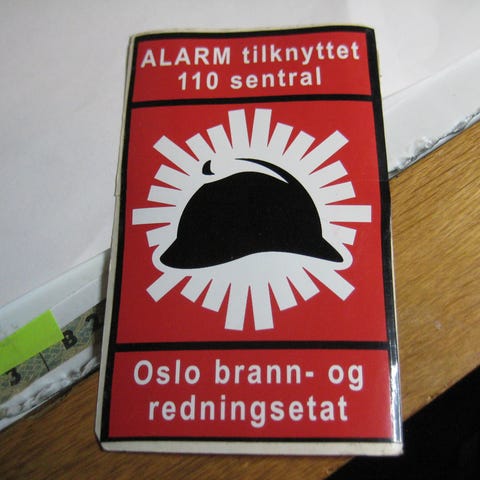 ALARM tilknyttet
110 sentral
Oslo brann- og
redningsetat